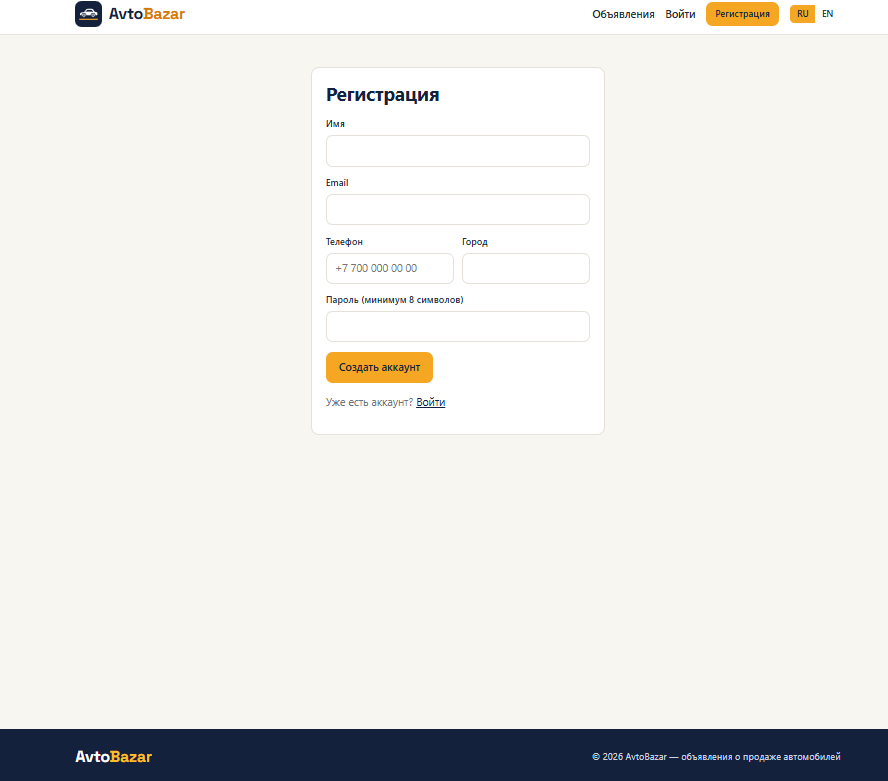 AvtoBazar Объявления Войти Регистрация RU EN
Регистрация
Имя
Email
Телефон Город
+7 700 000 00 00
Пароль (минимум 8 символов)
Создать аккаунт
Уже есть аккаунт? Войти
AvtoBazar © 2026 AvtoBazar — объявления о продаже автомобилей